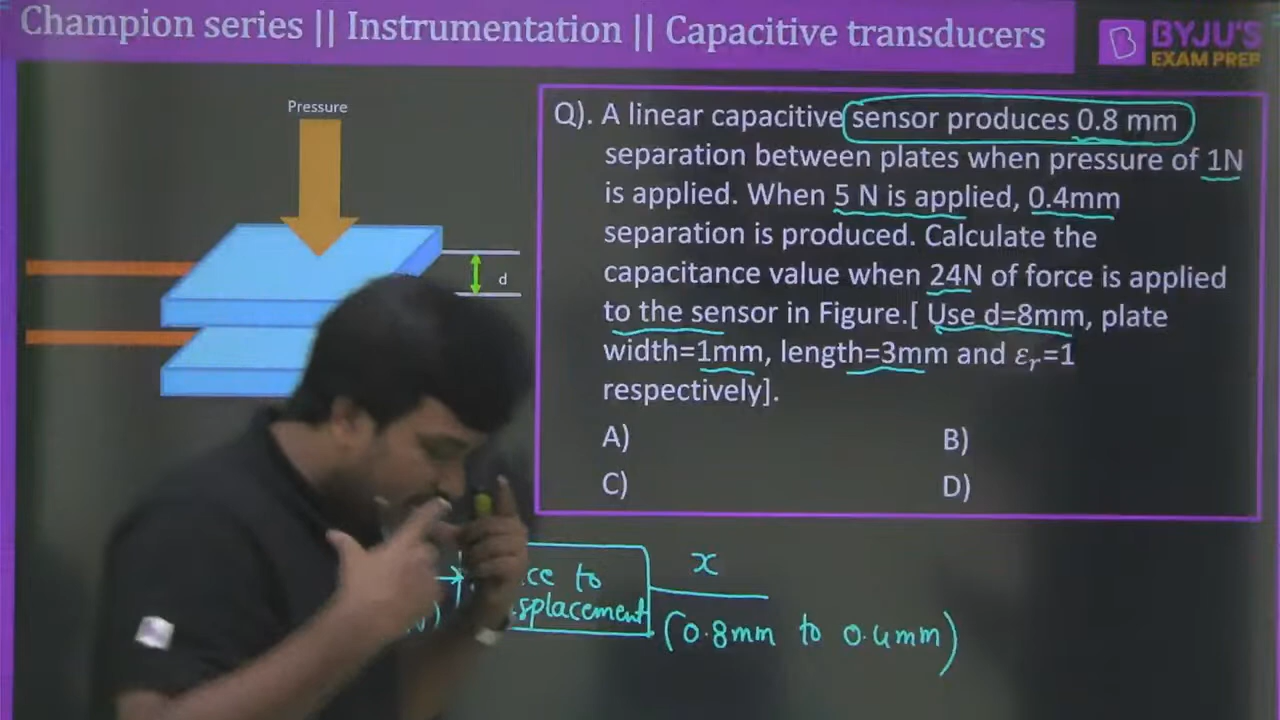 Champion series || Instrumentation || Capacitive transducers
BYJU'S
EXAM PREP
Pressure
d
Q). A linear capacitive sensor produces 0.8 mm
separation between plates when pressure of 1N
is applied. When 5 N is applied, 0.4mm
separation is produced. Calculate the
capacitance value when 24N of force is applied
to the sensor in Figure.[ Use d=8mm, plate
width=1mm, length=3mm and εᵣ=1
respectively].
A) B)
C) D)
to x
(0.8mm to 0.4mm)